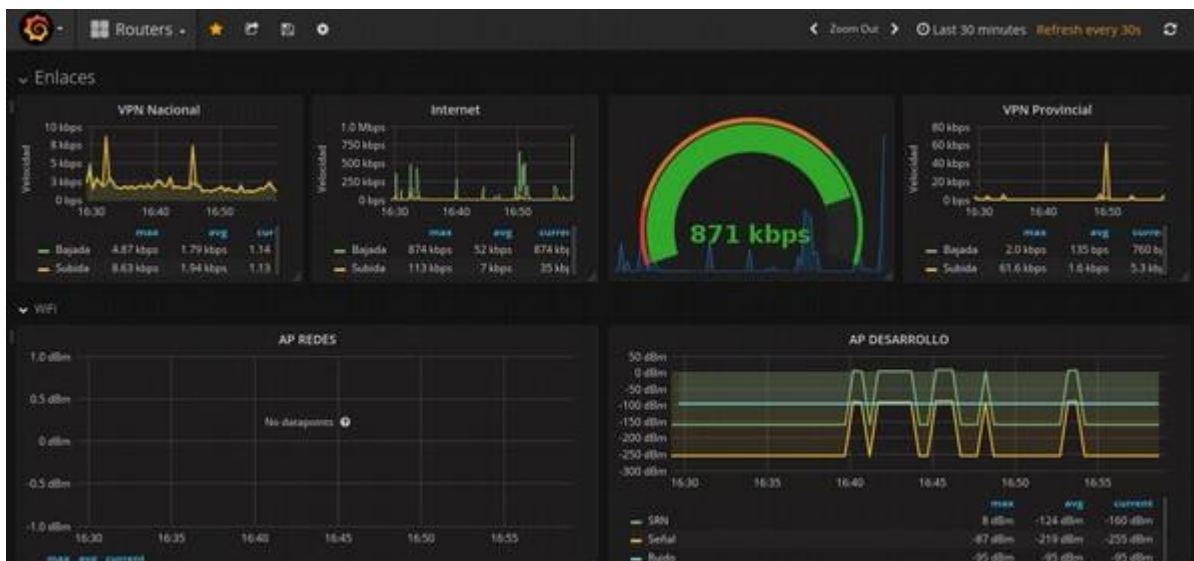 Routers
Zoom Out
Last 30 minutes Refresh every 30s
Enlaces
VPN Nacional
10 kbps
8 kbps
5 kbps
3 kbps
0 bps
Velocidad
16:30 16:40 16:50
max avg cur
Bajada 4.87 kbps 1.79 kbps 1.14
Subida 8.63 kbps 1.94 kbps 1.13
Internet
1.0 Mbps
750 kbps
500 kbps
250 kbps
0 bps
Velocidad
16:30 16:40 16:50
max avg curre
Bajada 874 kbps 52 kbps 874 kb
Subida 113 kbps 7 kbps 35 kb
871 kbps
VPN Provincial
80 kbps
60 kbps
40 kbps
20 kbps
0 bps
Velocidad
16:30 16:40 16:50
max avg curre
Bajada 2.0 kbps 135 bps 760 b
Subida 61.6 kbps 1.6 kbps 5.3 kb
WiFi
AP REDES
1.0 dBm
0.5 dBm
0 dBm
-0.5 dBm
-1.0 dBm
No datapoints
16:30 16:35 16:40 16:45 16:50 16:55
max avg current
AP DESARROLLO
50 dBm
0 dBm
-50 dBm
-100 dBm
-150 dBm
-200 dBm
-250 dBm
-300 dBm
16:30 16:35 16:40 16:45 16:50 16:55
max avg current
SRN 8 dBm -124 dBm -160 dBm
Señal -87 dBm -219 dBm -255 dBm
Ruido -95 dBm -95 dBm -95 dBm